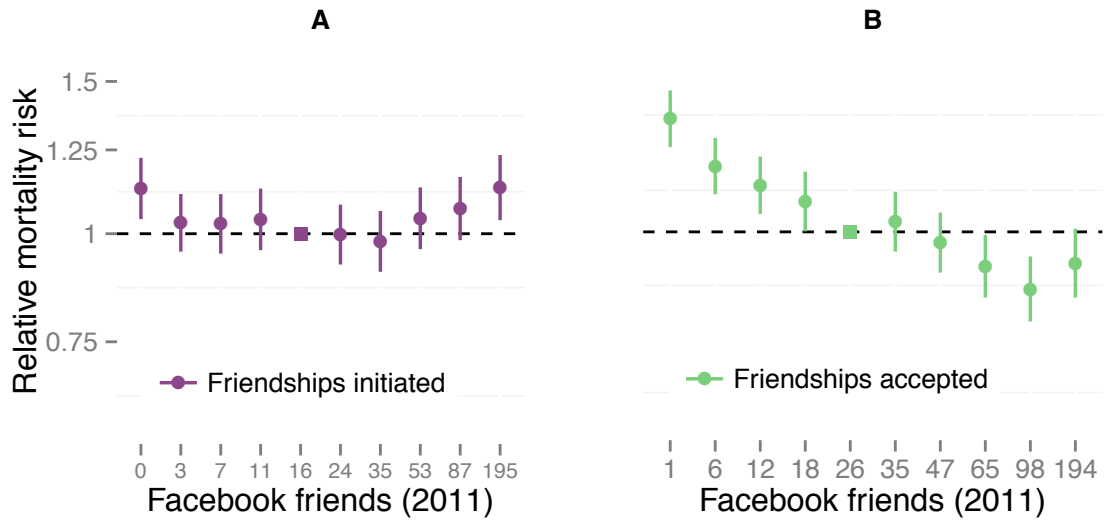 A
B
Relative mortality risk
1.5
1.25
1
0.75
Friendships initiated
Friendships accepted
0 3 7 11 16 24 35 53 87 195
1 6 12 18 26 35 47 65 98 194
Facebook friends (2011)
Facebook friends (2011)